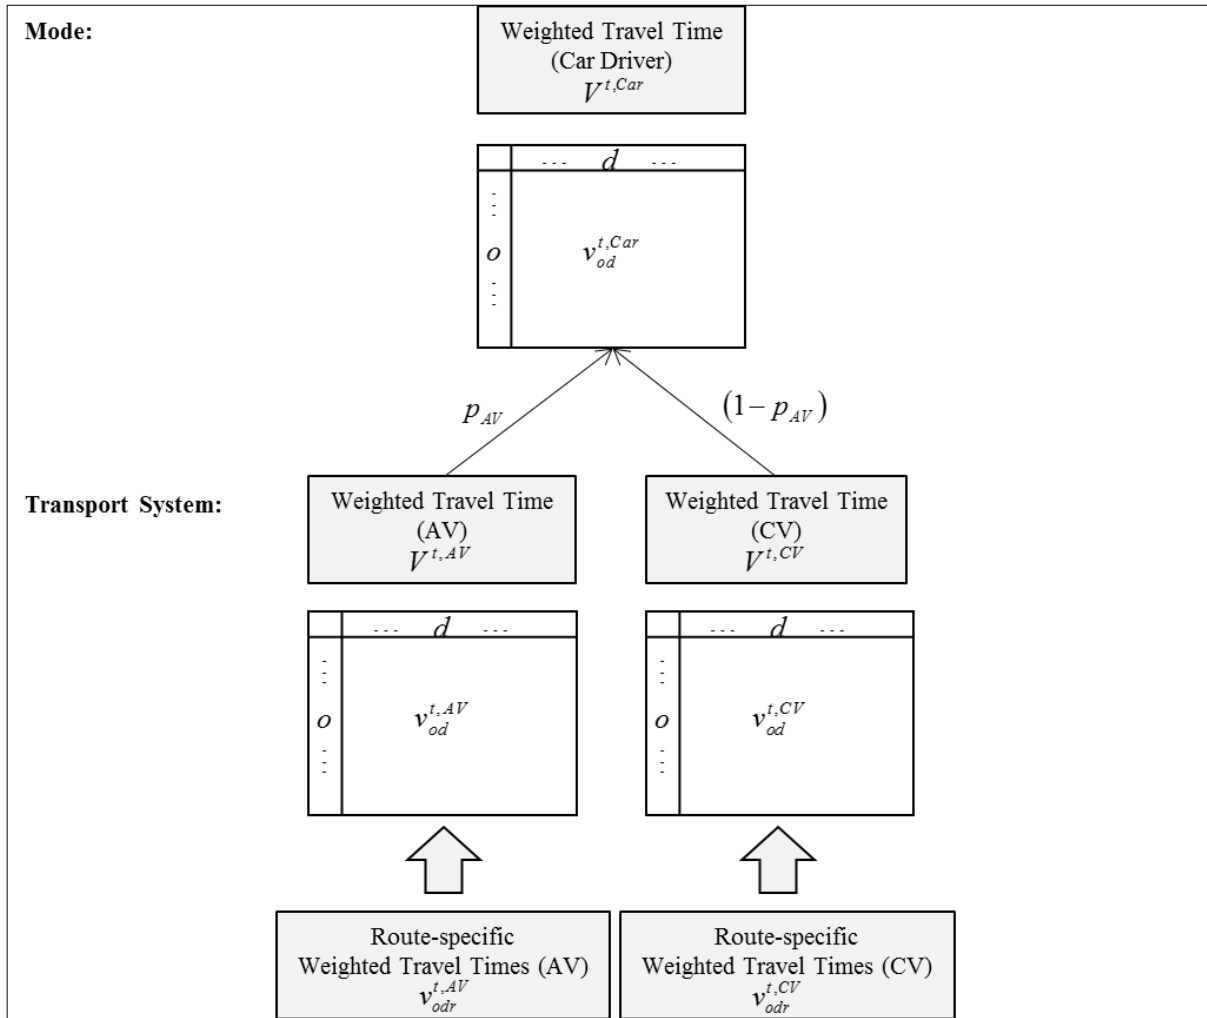 Mode:
Weighted Travel Time
(Car Driver)
V^{t,Car}
... d ...
...
o
...
v_{od}^{t,Car}
p_{AV}
(1 – p_{AV})
Transport System:
Weighted Travel Time
(AV)
V^{t,AV}
Weighted Travel Time
(CV)
V^{t,CV}
... d ...
...
o
...
v_{od}^{t,AV}
... d ...
...
o
...
v_{od}^{t,CV}
Route-specific
Weighted Travel Times (AV)
v_{odr}^{t,AV}
Route-specific
Weighted Travel Times (CV)
v_{odr}^{t,CV}